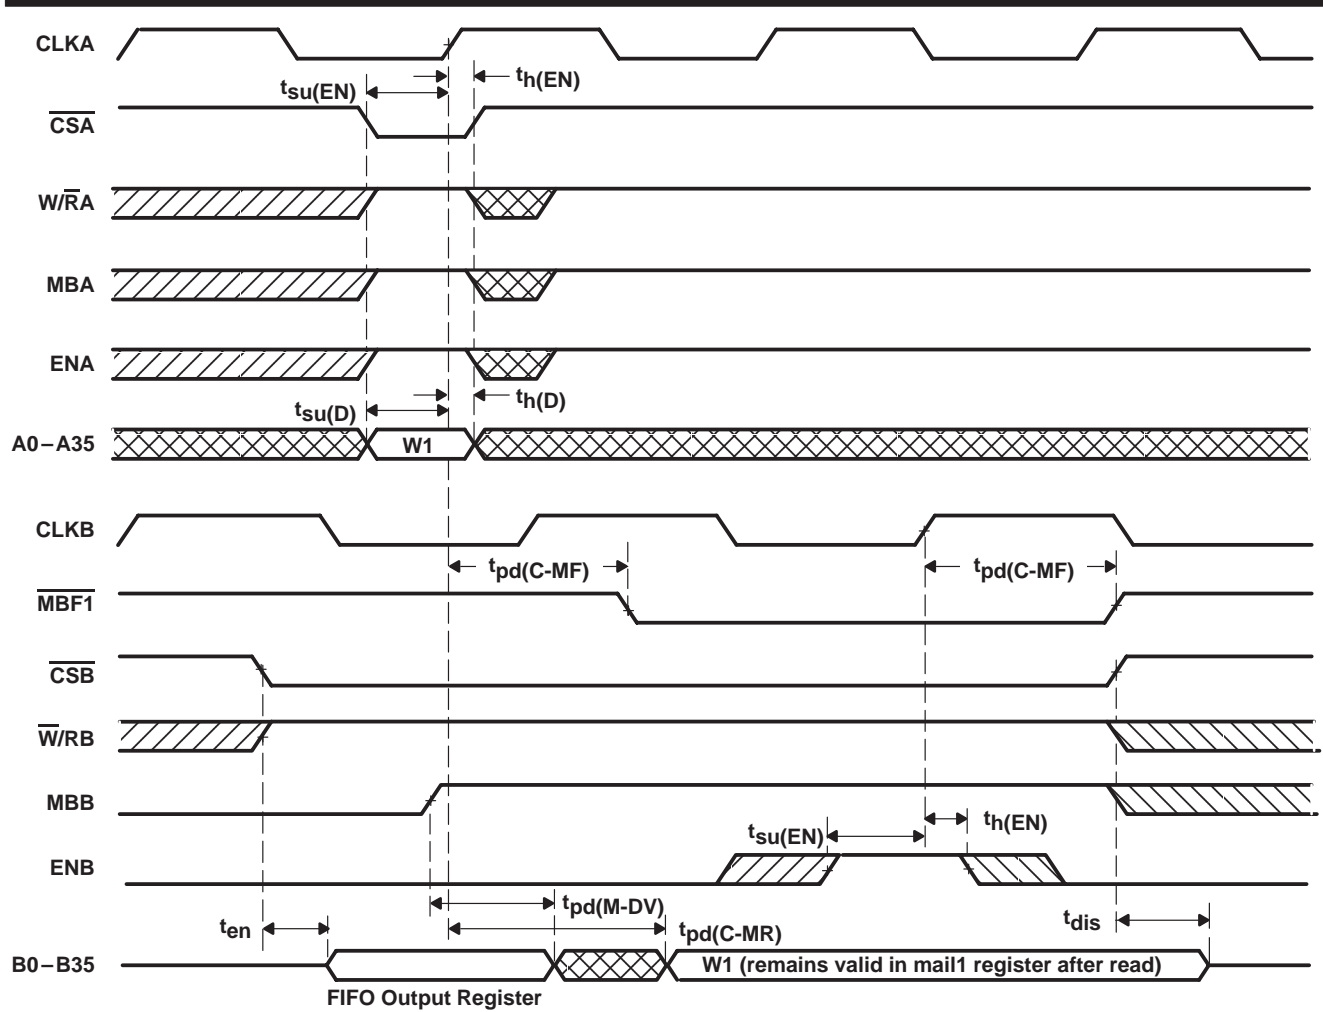 CLKA
tsu(EN)
th(EN)
CSA
W/RA
MBA
ENA
tsu(D)
th(D)
A0–A35
W1
CLKB
tpd(C-MF)
tpd(C-MF)
MBF1
CSB
W/RB
MBB
tsu(EN)
th(EN)
ENB
tpd(M-DV)
ten
tpd(C-MR)
tdis
B0–B35
W1 (remains valid in mail1 register after read)
FIFO Output Register